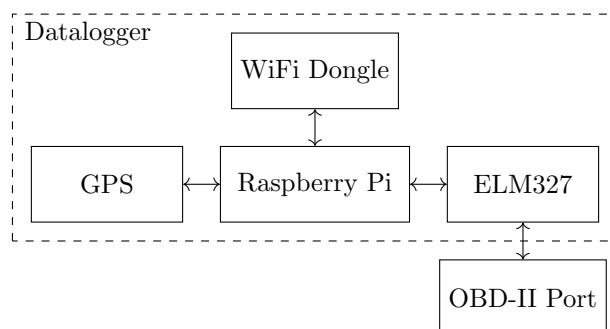 Datalogger
WiFi Dongle
GPS
Raspberry Pi
ELM327
OBD-II Port